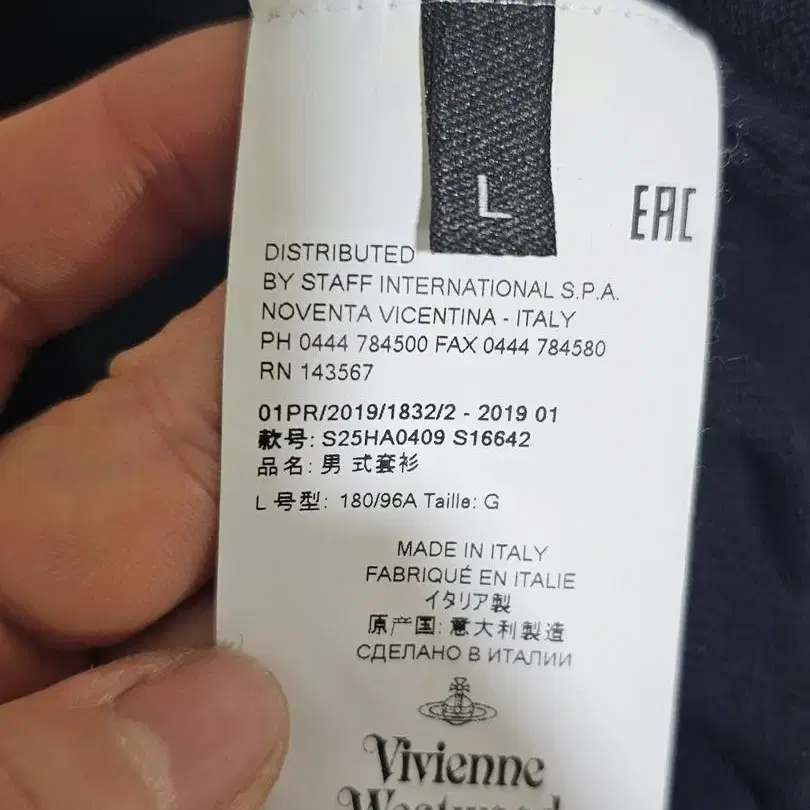 L
EAC
DISTRIBUTED
BY STAFF INTERNATIONAL S.P.A.
NOVENTA VICENTINA - ITALY
PH 0444 784500 FAX 0444 784580
RN 143567
01PR/2019/1832/2 - 2019 01
款号: S25HA0409 S16642
品名: 男 式套衫
L 号型: 180/96A Taille: G
MADE IN ITALY
FABRIQUÉ EN ITALIE
イタリア製
原产国: 意大利製造
СДЕЛАНО В ИТАЛИИ
Vivienne
Westwood